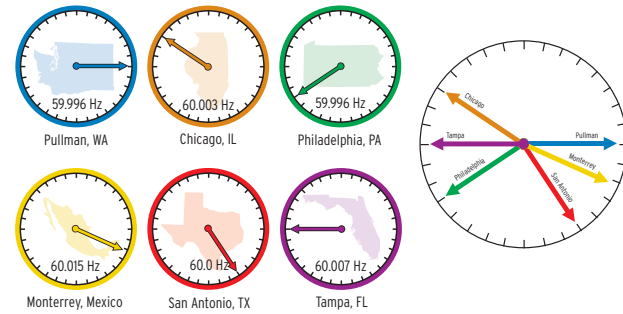 59.996 Hz
Pullman, WA
60.003 Hz
Chicago, IL
59.996 Hz
Philadelphia, PA
60.015 Hz
Monterrey, Mexico
60.0 Hz
San Antonio, TX
60.007 Hz
Tampa, FL
Chicago
Tampa
Philadelphia
Pullman
Monterrey
San Antonio